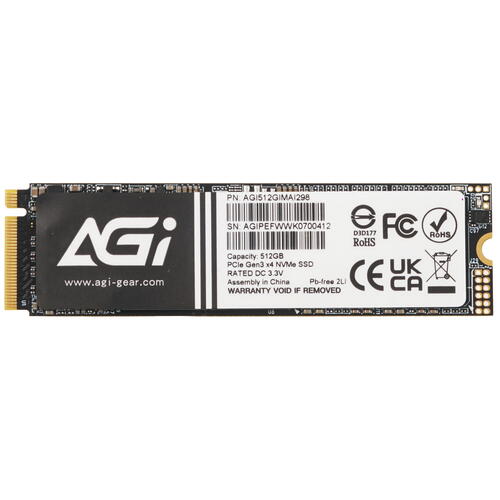 AGi
www.agi-gear.com
PN: AGI512GIMAI298
SN: AGIPEFWWK0700412
Capacity: 512GB
PCIe Gen3 x4 NVMe SSD
RATED DC 3.3V
Assembly in China Pb-free 2Li
WARRANTY VOID IF REMOVED
D3D177
RoHS
FC
RoHS
CE
UK
CA